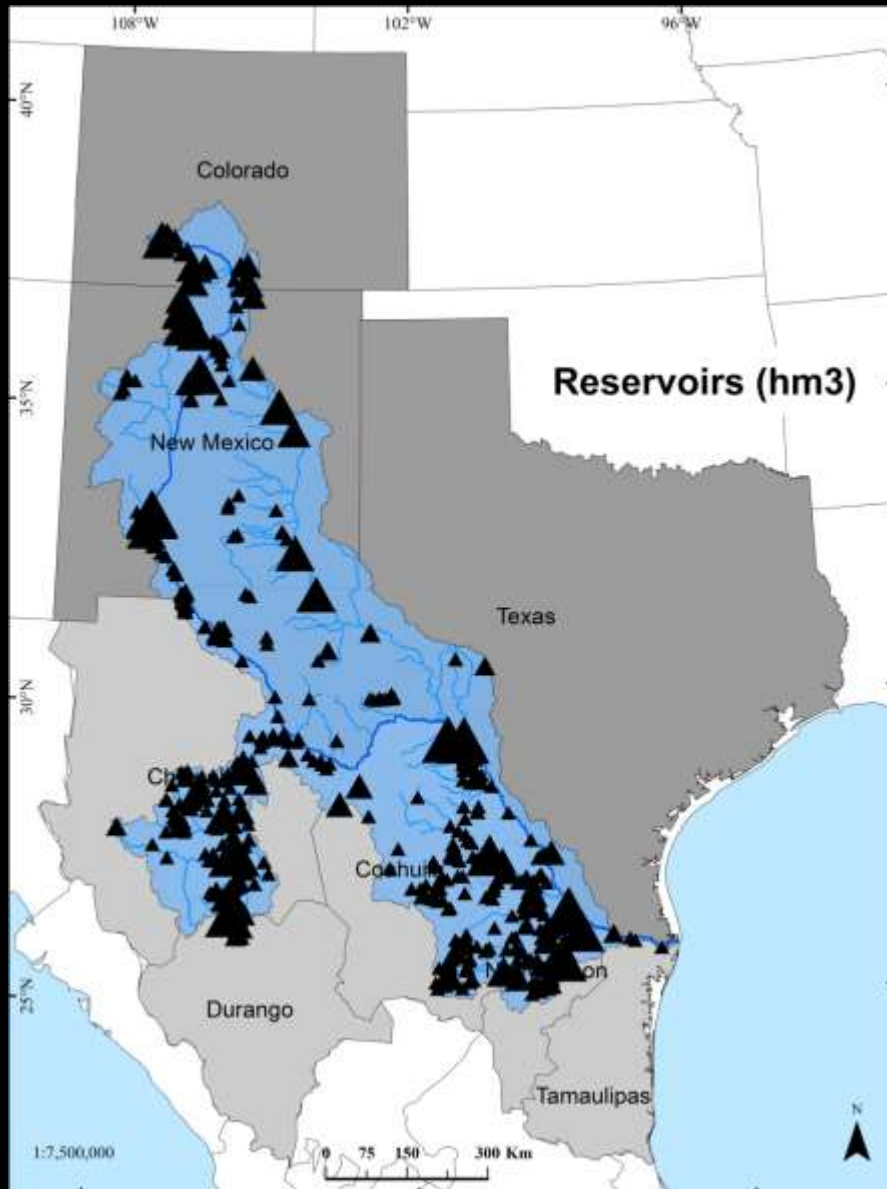 108°W 102°W 96°W
40°N
Colorado
35°N
Reservoirs (hm3)
New Mexico
Texas
30°N
Coahui
25°N
Durango
Tamaulipas
N
1:7,500,000
0 75 150 300 Km